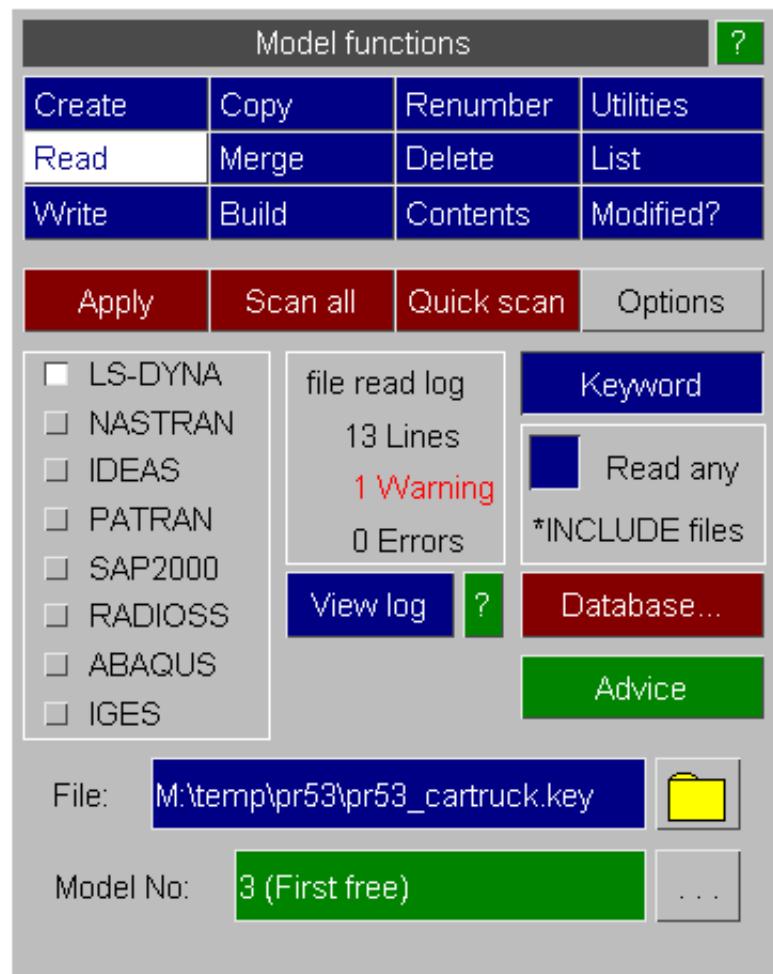 Model functions ?
Create Copy Renumber Utilities
Read Merge Delete List
Write Build Contents Modified?
Apply Scan all Quick scan Options
LS-DYNA
NASTRAN
IDEAS
PATRAN
SAP2000
RADIOSS
ABAQUS
IGES
file read log
13 Lines
1 Warning
0 Errors
View log ?
Keyword
Read any
*INCLUDE files
Database...
Advice
File: M:\temp\pr53\pr53_cartruck.key
Model No: 3 (First free) ...